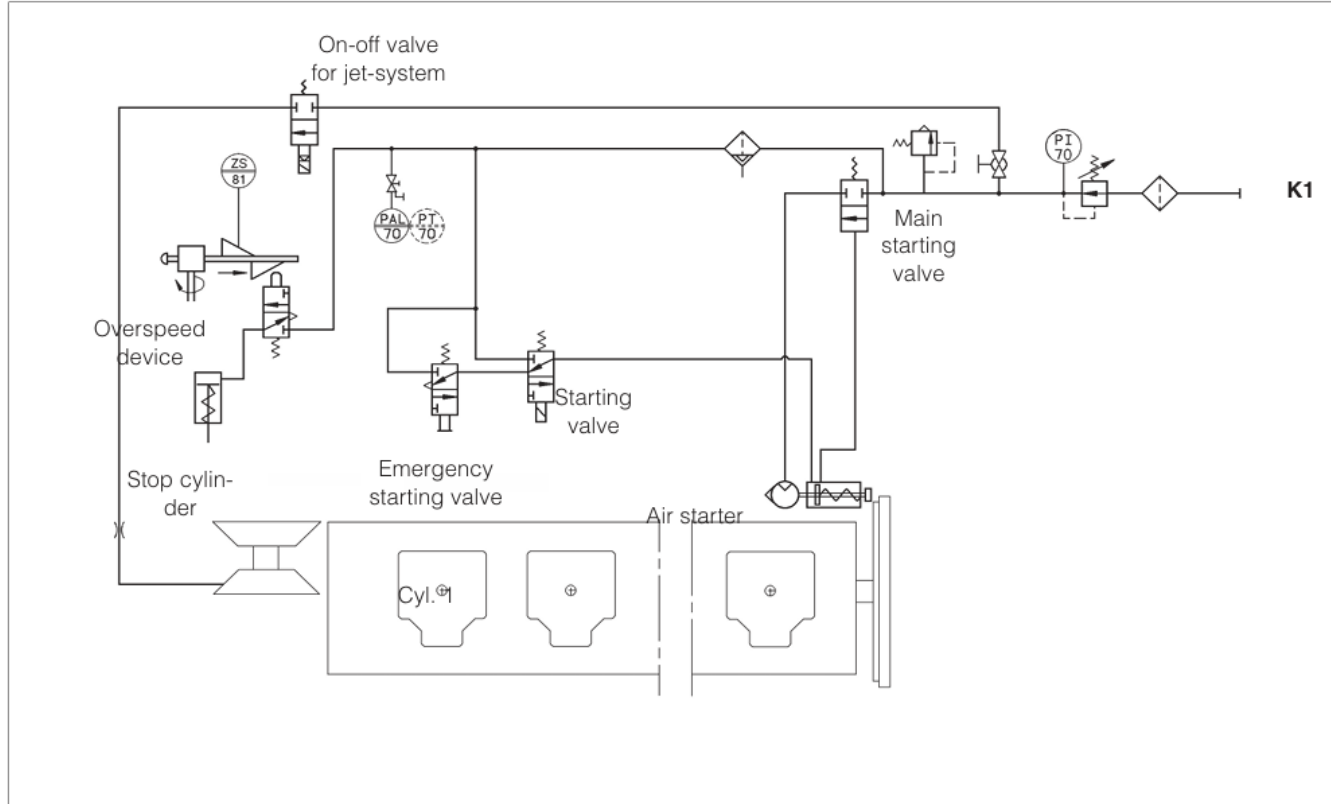 On-off valve
for jet-system
ZS
81
PI
70
K1
PAL
70
PT
70
Main
starting
valve
Overspeed
device
Starting
valve
Stop cylin-
der
Emergency
starting valve
Air starter
Cyl. 1